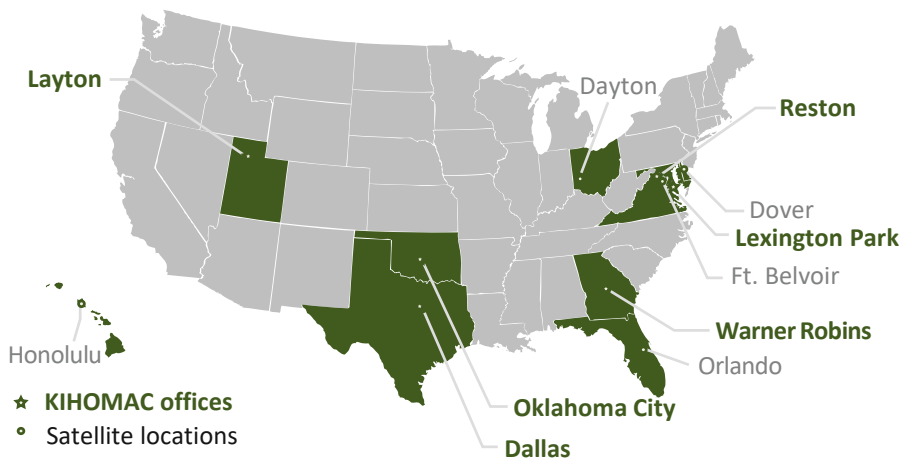 Layton
Dayton
Reston
Dover
Lexington Park
Ft. Belvoir
Warner Robins
Honolulu
Orlando
KIHOMAC offices
Oklahoma City
Satellite locations
Dallas